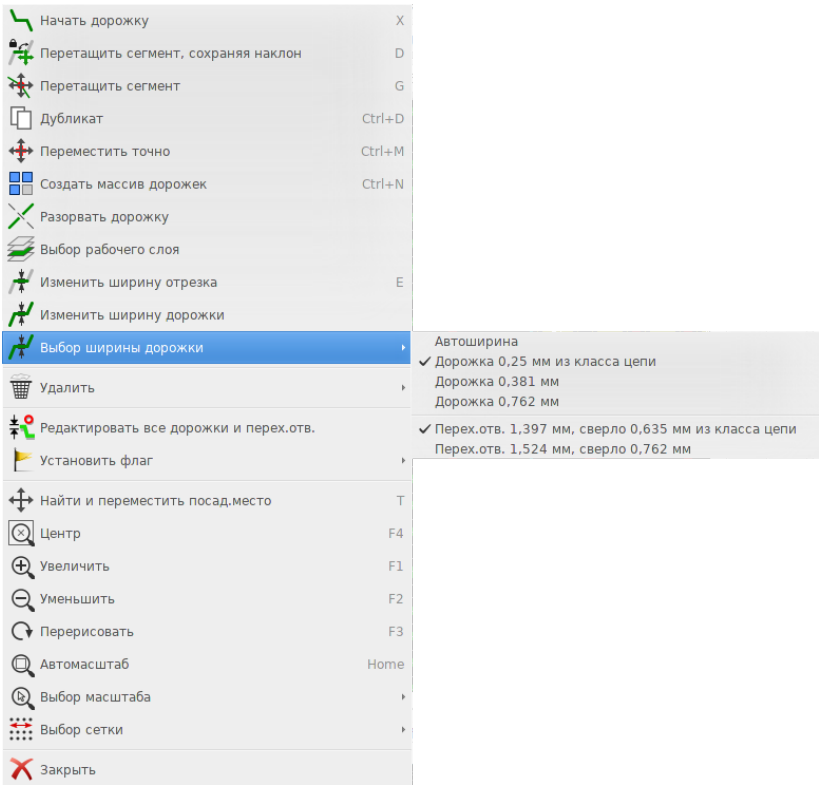 Начать дорожку X
Перетащить сегмент, сохраняя наклон D
Перетащить сегмент G
Дубликат Ctrl+D
Переместить точно Ctrl+M
Создать массив дорожек Ctrl+N
Разорвать дорожку
Выбор рабочего слоя
Изменить ширину отрезка E
Изменить ширину дорожки
Выбор ширины дорожки
Автоширина
Дорожка 0,25 мм из класса цепи
Дорожка 0,381 мм
Дорожка 0,762 мм
Перех.отв. 1,397 мм, сверло 0,635 мм из класса цепи
Перех.отв. 1,524 мм, сверло 0,762 мм
Удалить
Редактировать все дорожки и перех.отв.
Установить флаг
Найти и переместить посад.место T
Центр F4
Увеличить F1
Уменьшить F2
Перерисовать F3
Автомасштаб Home
Выбор масштаба
Выбор сетки
Закрыть